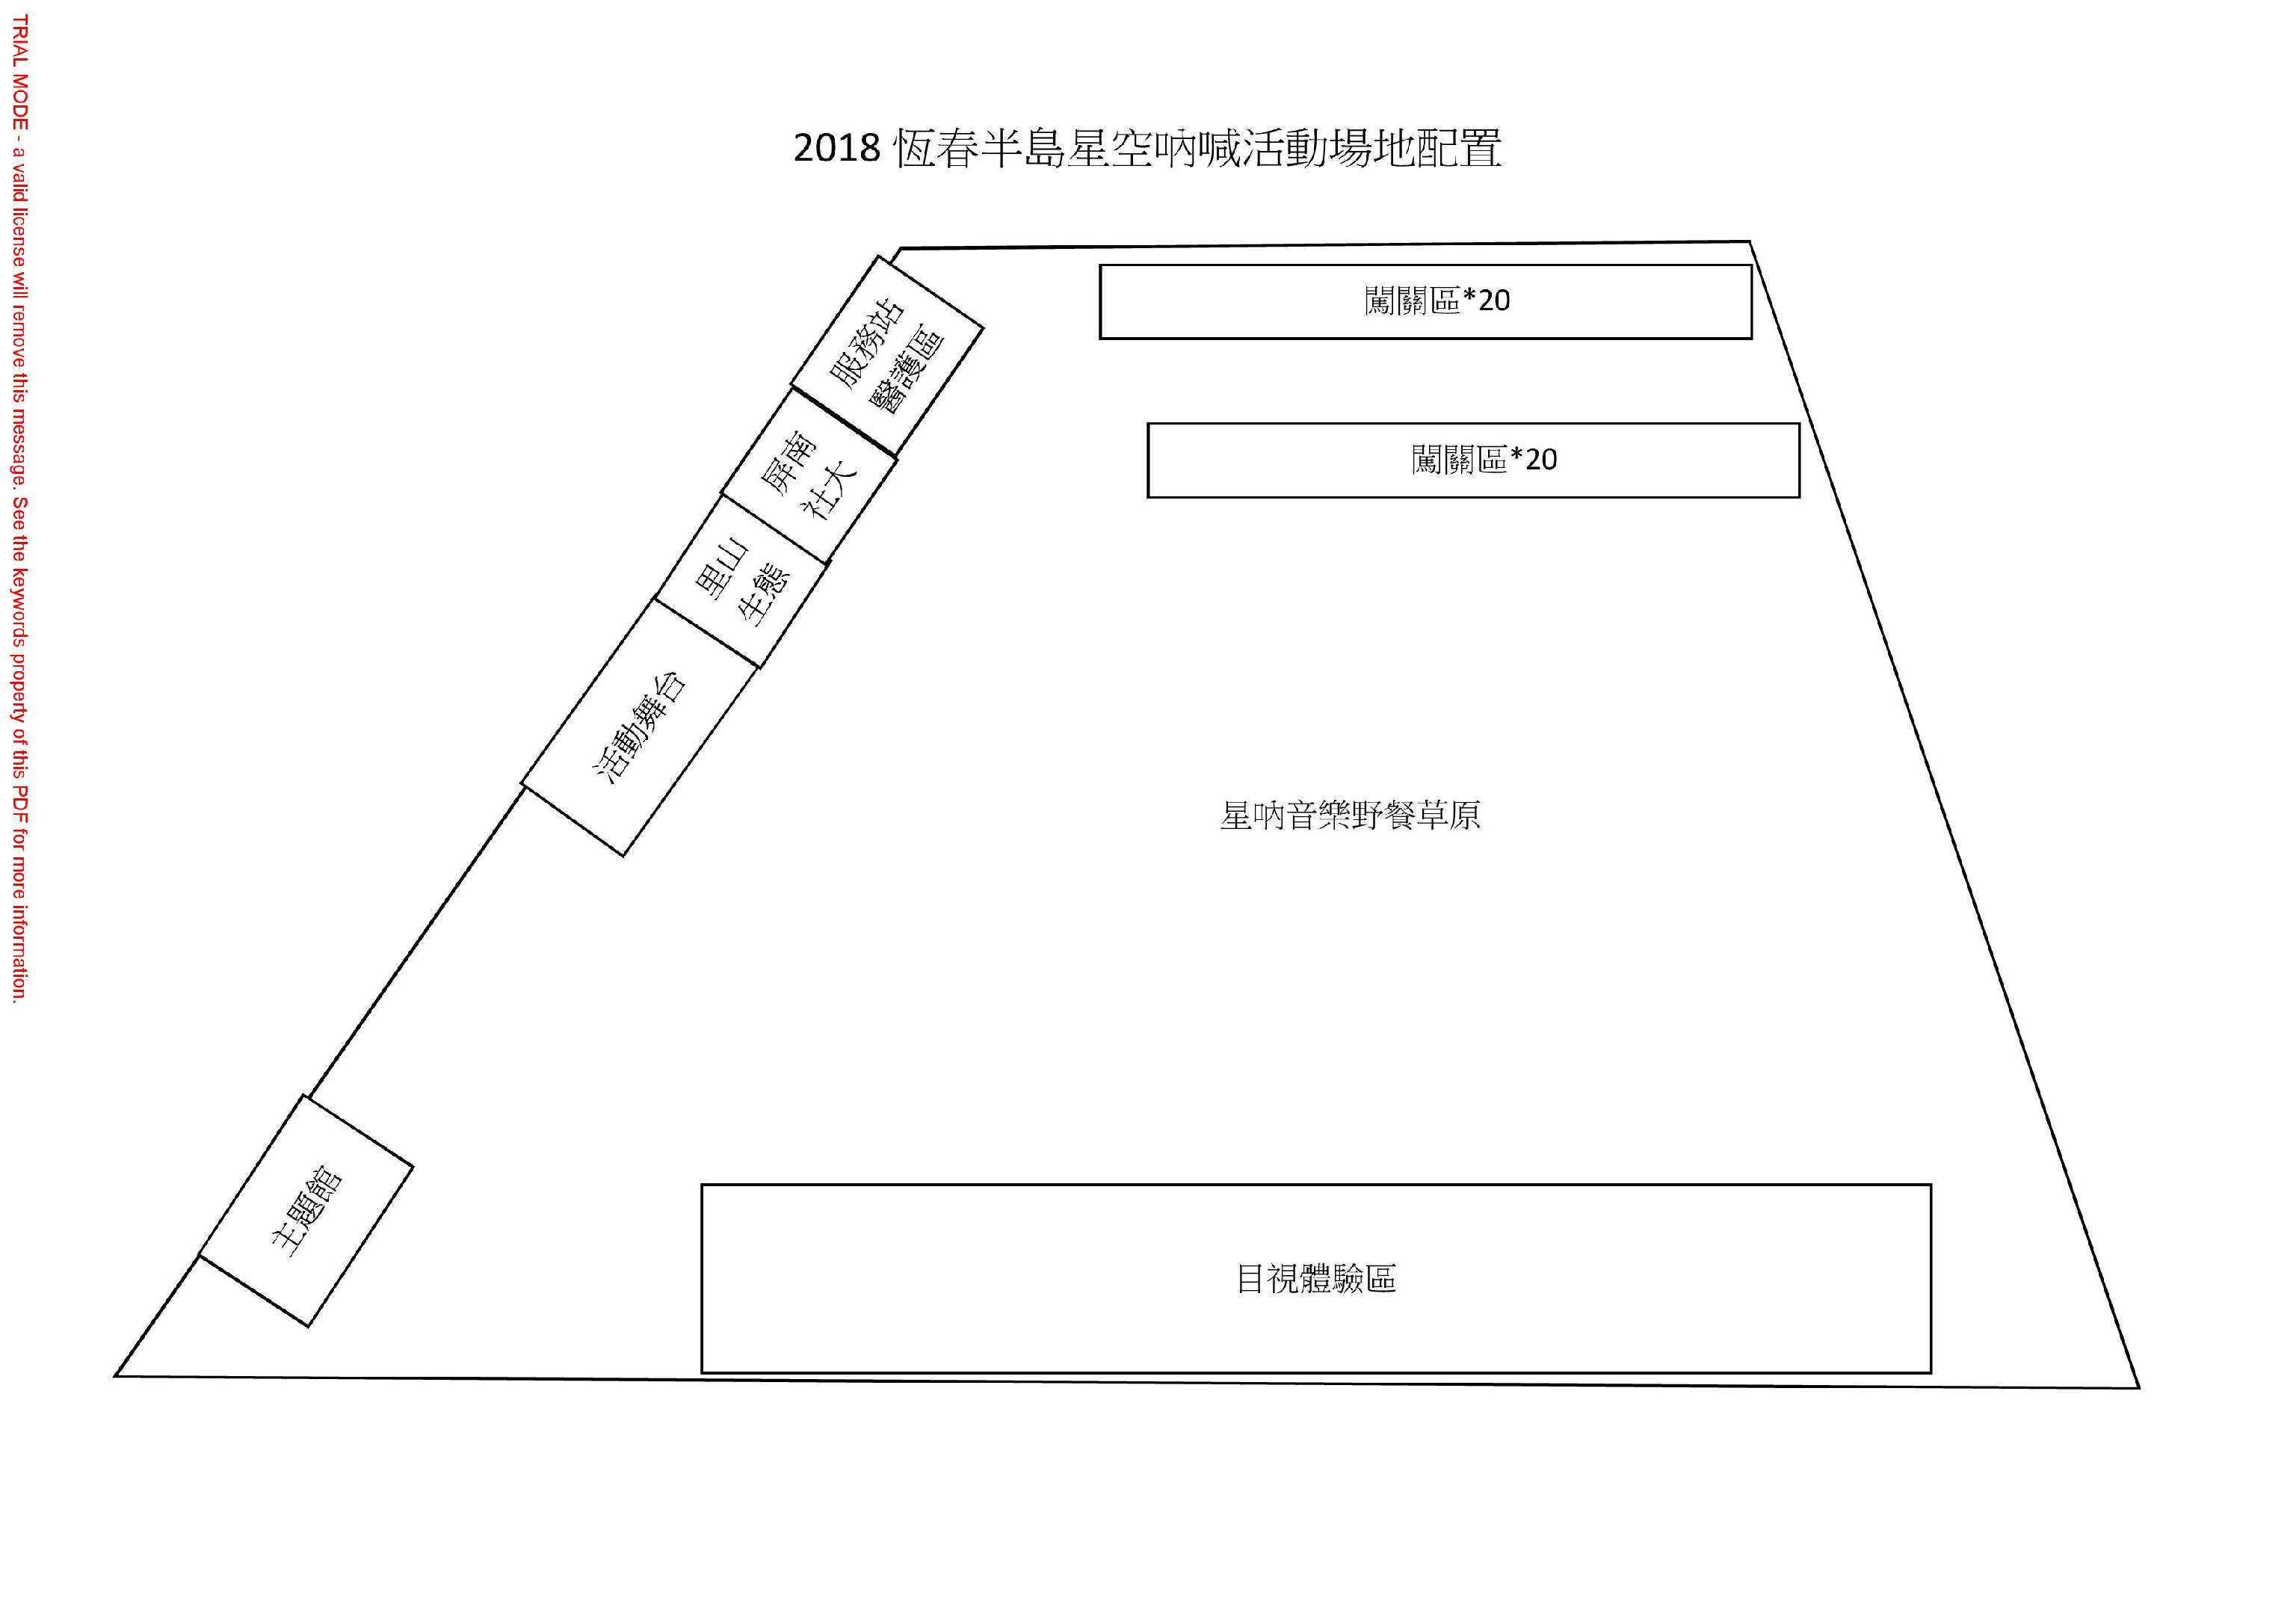 TRIAL MODE - a valid license will remove this message. See the keywords property of this PDF for more information.
2018 恆春半島星空吶喊活動場地配置
服務站
醫護區
闖關區*20
屏南
社大
闖關區*20
里山
生態
活動舞台
星吶音樂野餐草原
主題館
目視體驗區